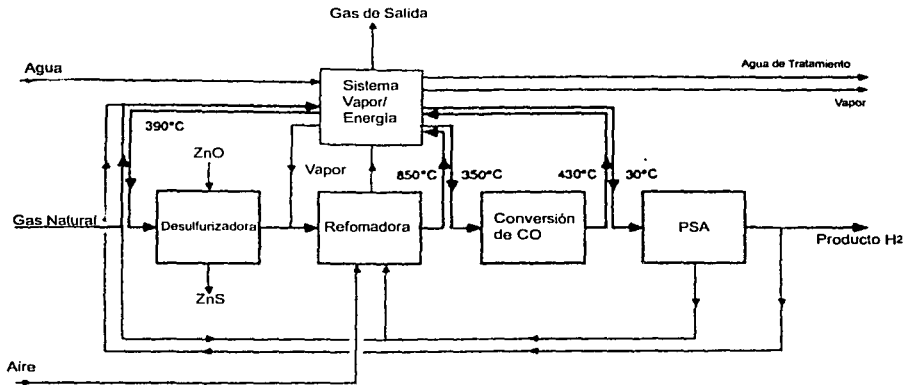 Gas de Salida
Agua
Sistema
Vapor/
Energía
Agua de Tratamiento
Vapor
390°C
ZnO
Vapor
850°C
350°C
430°C
30°C
Gas Natural
Desulfurizadora
Refomadora
Conversión
de CO
PSA
Producto H2
ZnS
Aire